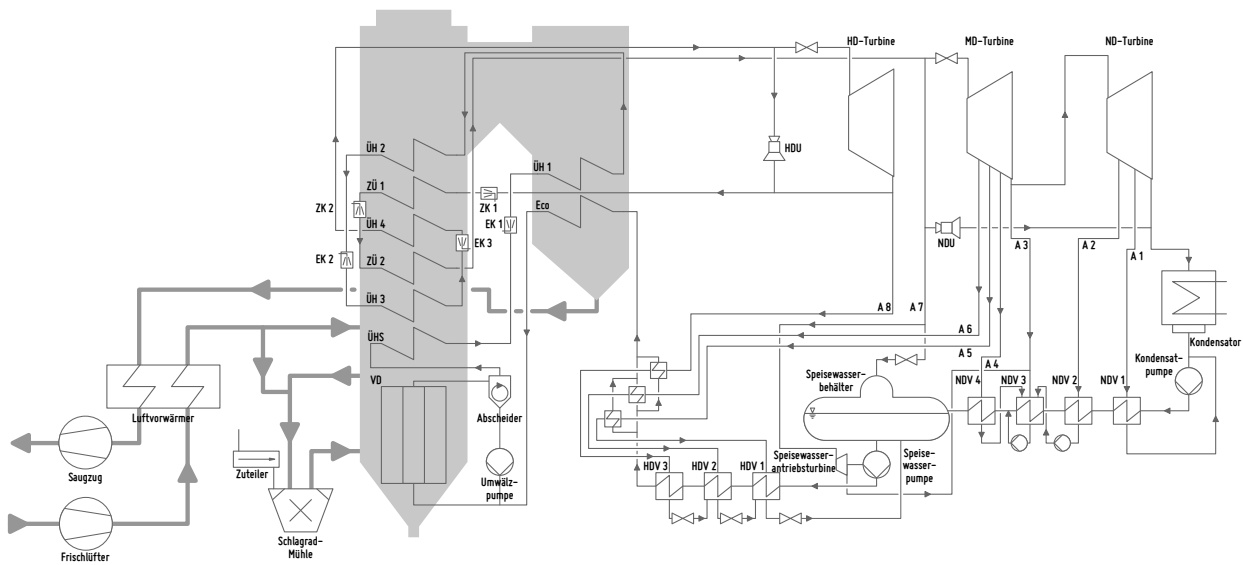 HD-Turbine
MD-Turbine
ND-Turbine
ÜH 2
ÜH 1
HDU
ZÜ 1
ZK 2
ZK 1
Eco
EK 1
ÜH 4
EK 3
NDU
A 3
A 2
A 1
EK 2
ZÜ 2
ÜH 3
A 8
A 7
A 6
A 5
A 4
ÜHS
Kondensator
Kondensat-
pumpe
VD
Speisewasser-
behälter
NDV 4
NDV 3
NDV 2
NDV 1
Luftvorwärmer
Abscheider
Saugzug
Zuteiler
Umwälz-
pumpe
HDV 3
HDV 2
HDV 1
Speisewasser-
antriebsturbine
Speise-
wasser-
pumpe
Frischlüfter
Schlagrad-
Mühle